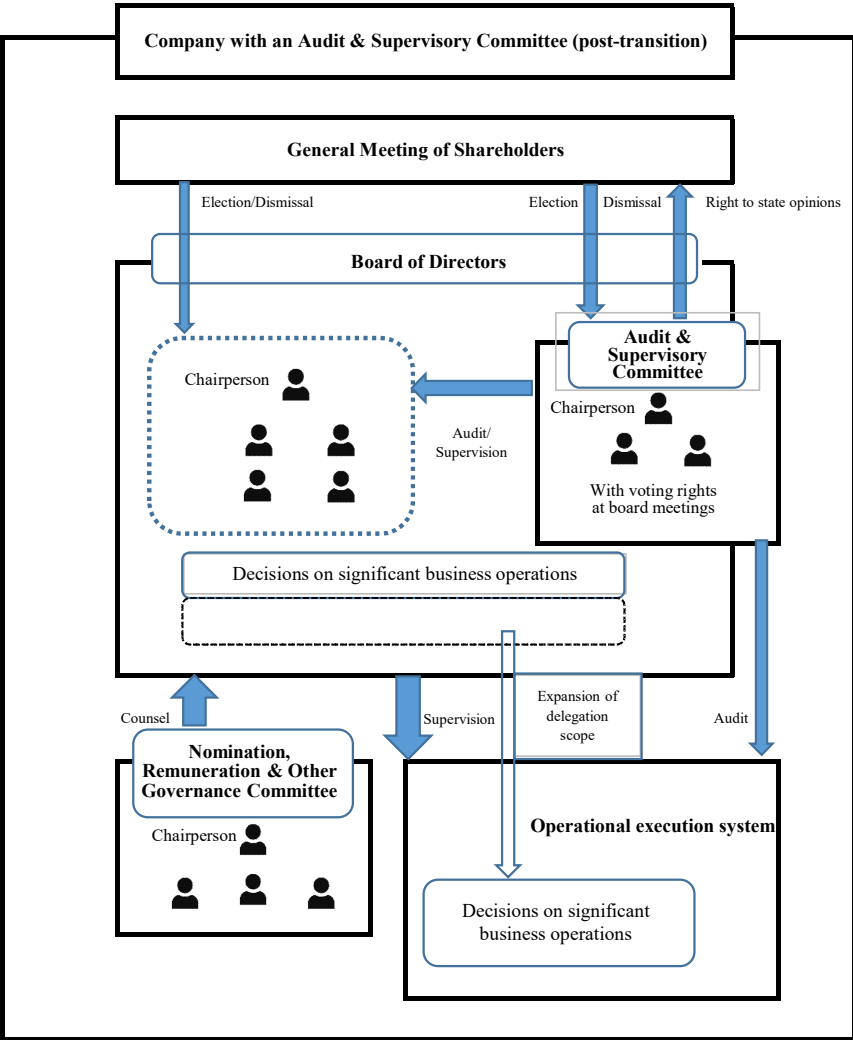 Company with an Audit & Supervisory Committee (post-transition)
General Meeting of Shareholders
Election/Dismissal
Election
Dismissal
Right to state opinions
Board of Directors
Audit &
Supervisory
Committee
Chairperson
Chairperson
Audit/
Supervision
With voting rights
at board meetings
Decisions on significant business operations
Counsel
Supervision
Expansion of
delegation
scope
Audit
Nomination,
Remuneration & Other
Governance Committee
Chairperson
Operational execution system
Decisions on significant
business operations